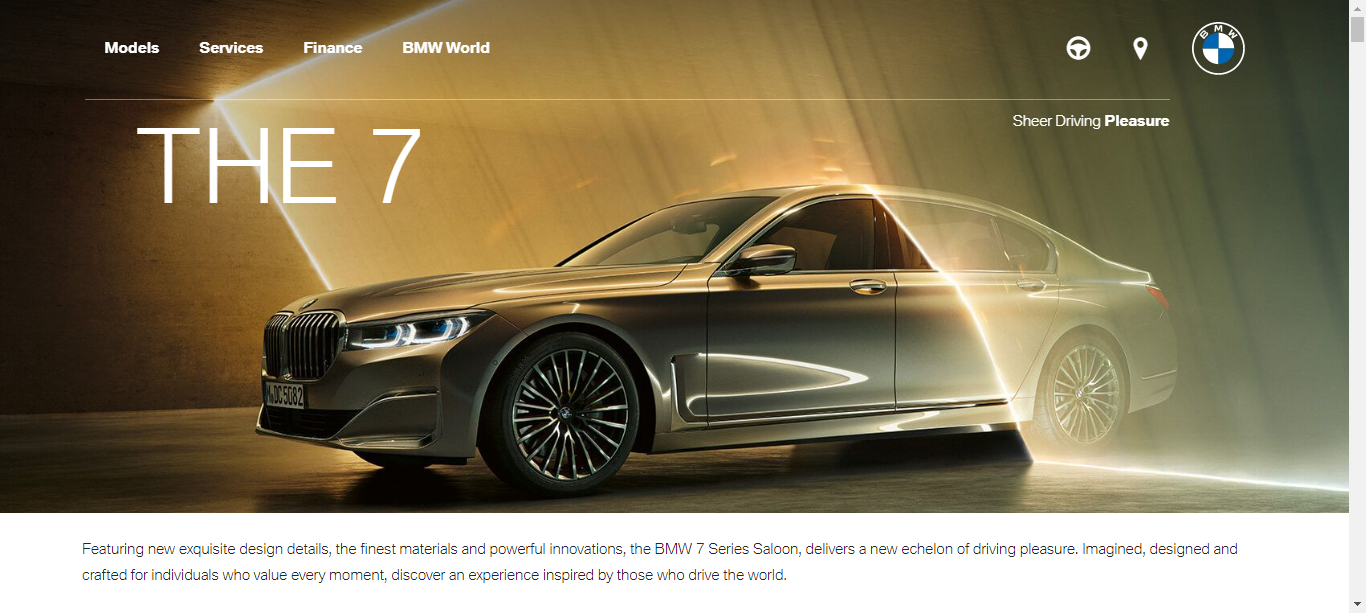 Models Services Finance BMW World
BMW
Sheer Driving Pleasure
THE 7
M DC 5082
Featuring new exquisite design details, the finest materials and powerful innovations, the BMW 7 Series Saloon, delivers a new echelon of driving pleasure. Imagined, designed and
crafted for individuals who value every moment, discover an experience inspired by those who drive the world.